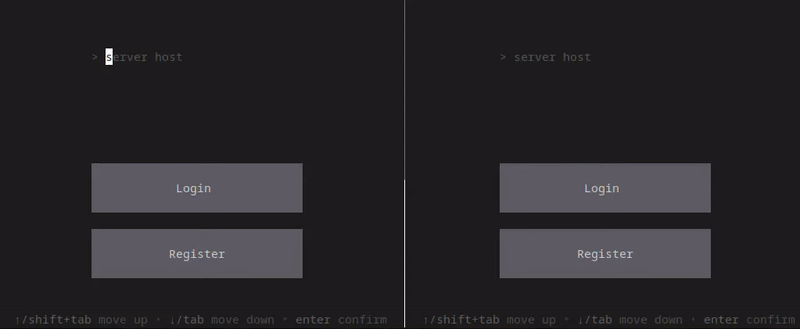 > server host
Login
Register
↑/shift+tab move up • ↓/tab move down • enter confirm
> server host
Login
Register
↑/shift+tab move up • ↓/tab move down • enter confirm